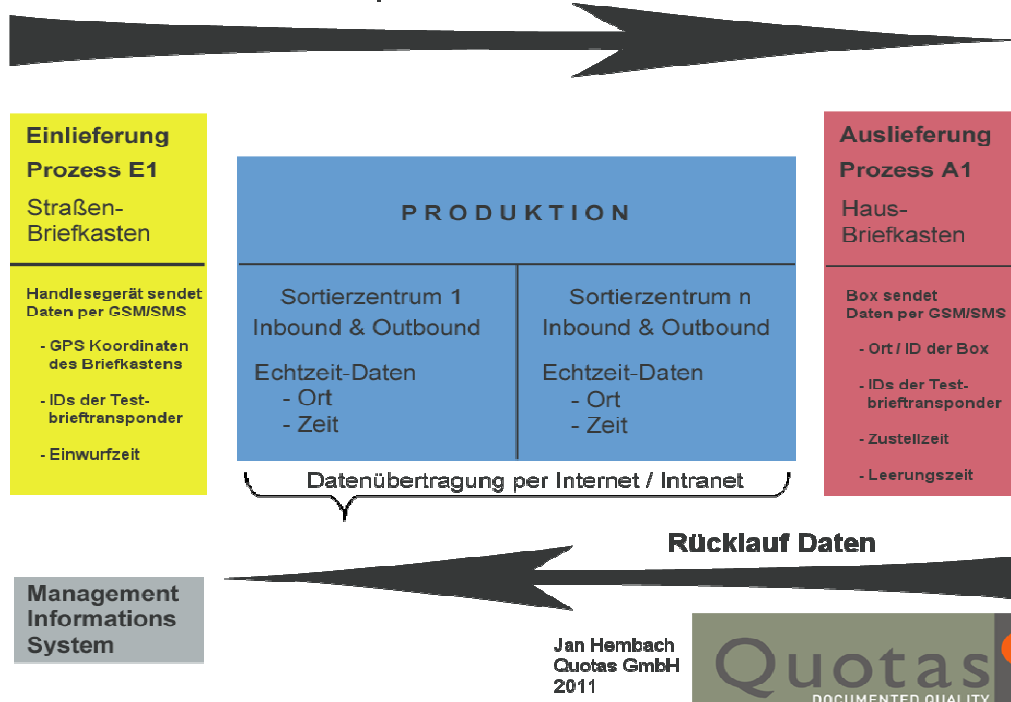 Einlieferung
Prozess E1
Straßen-
Briefkasten
Handlesegerät sendet
Daten per GSM/SMS
- GPS Koordinaten
des Briefkastens
- IDs der Test-
brieftransponder
- Einwurfzeit
PRODUKTION
Sortierzentrum 1
Inbound & Outbound
Echtzeit-Daten
- Ort
- Zeit
Sortierzentrum n
Inbound & Outbound
Echtzeit-Daten
- Ort
- Zeit
Datenübertragung per Internet / Intranet
Auslieferung
Prozess A1
Haus-
Briefkasten
Box sendet
Daten per GSM/SMS
- Ort / ID der Box
- IDs der Test-
brieftransponder
- Zustellzeit
- Leerungszeit
Rücklauf Daten
Management
Informations
System
Jan Hembach
Quotas GmbH
2011
Quotas
DOCUMENTED QUALITY